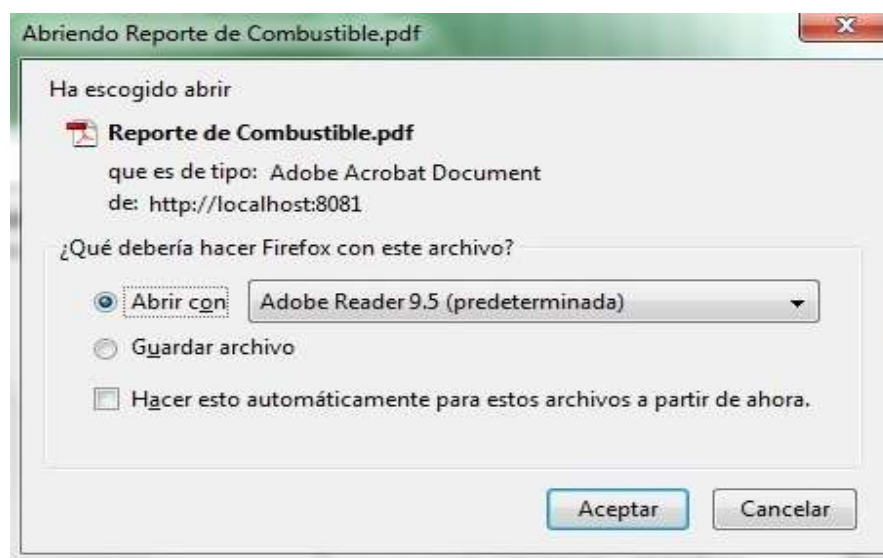 Abriendo Reporte de Combustible.pdf
Ha escogido abrir
Reporte de Combustible.pdf
que es de tipo: Adobe Acrobat Document
de: http://localhost:8081
¿Qué debería hacer Firefox con este archivo?
Abrir con Adobe Reader 9.5 (predeterminada)
Guardar archivo
Hacer esto automáticamente para estos archivos a partir de ahora.
Aceptar Cancelar